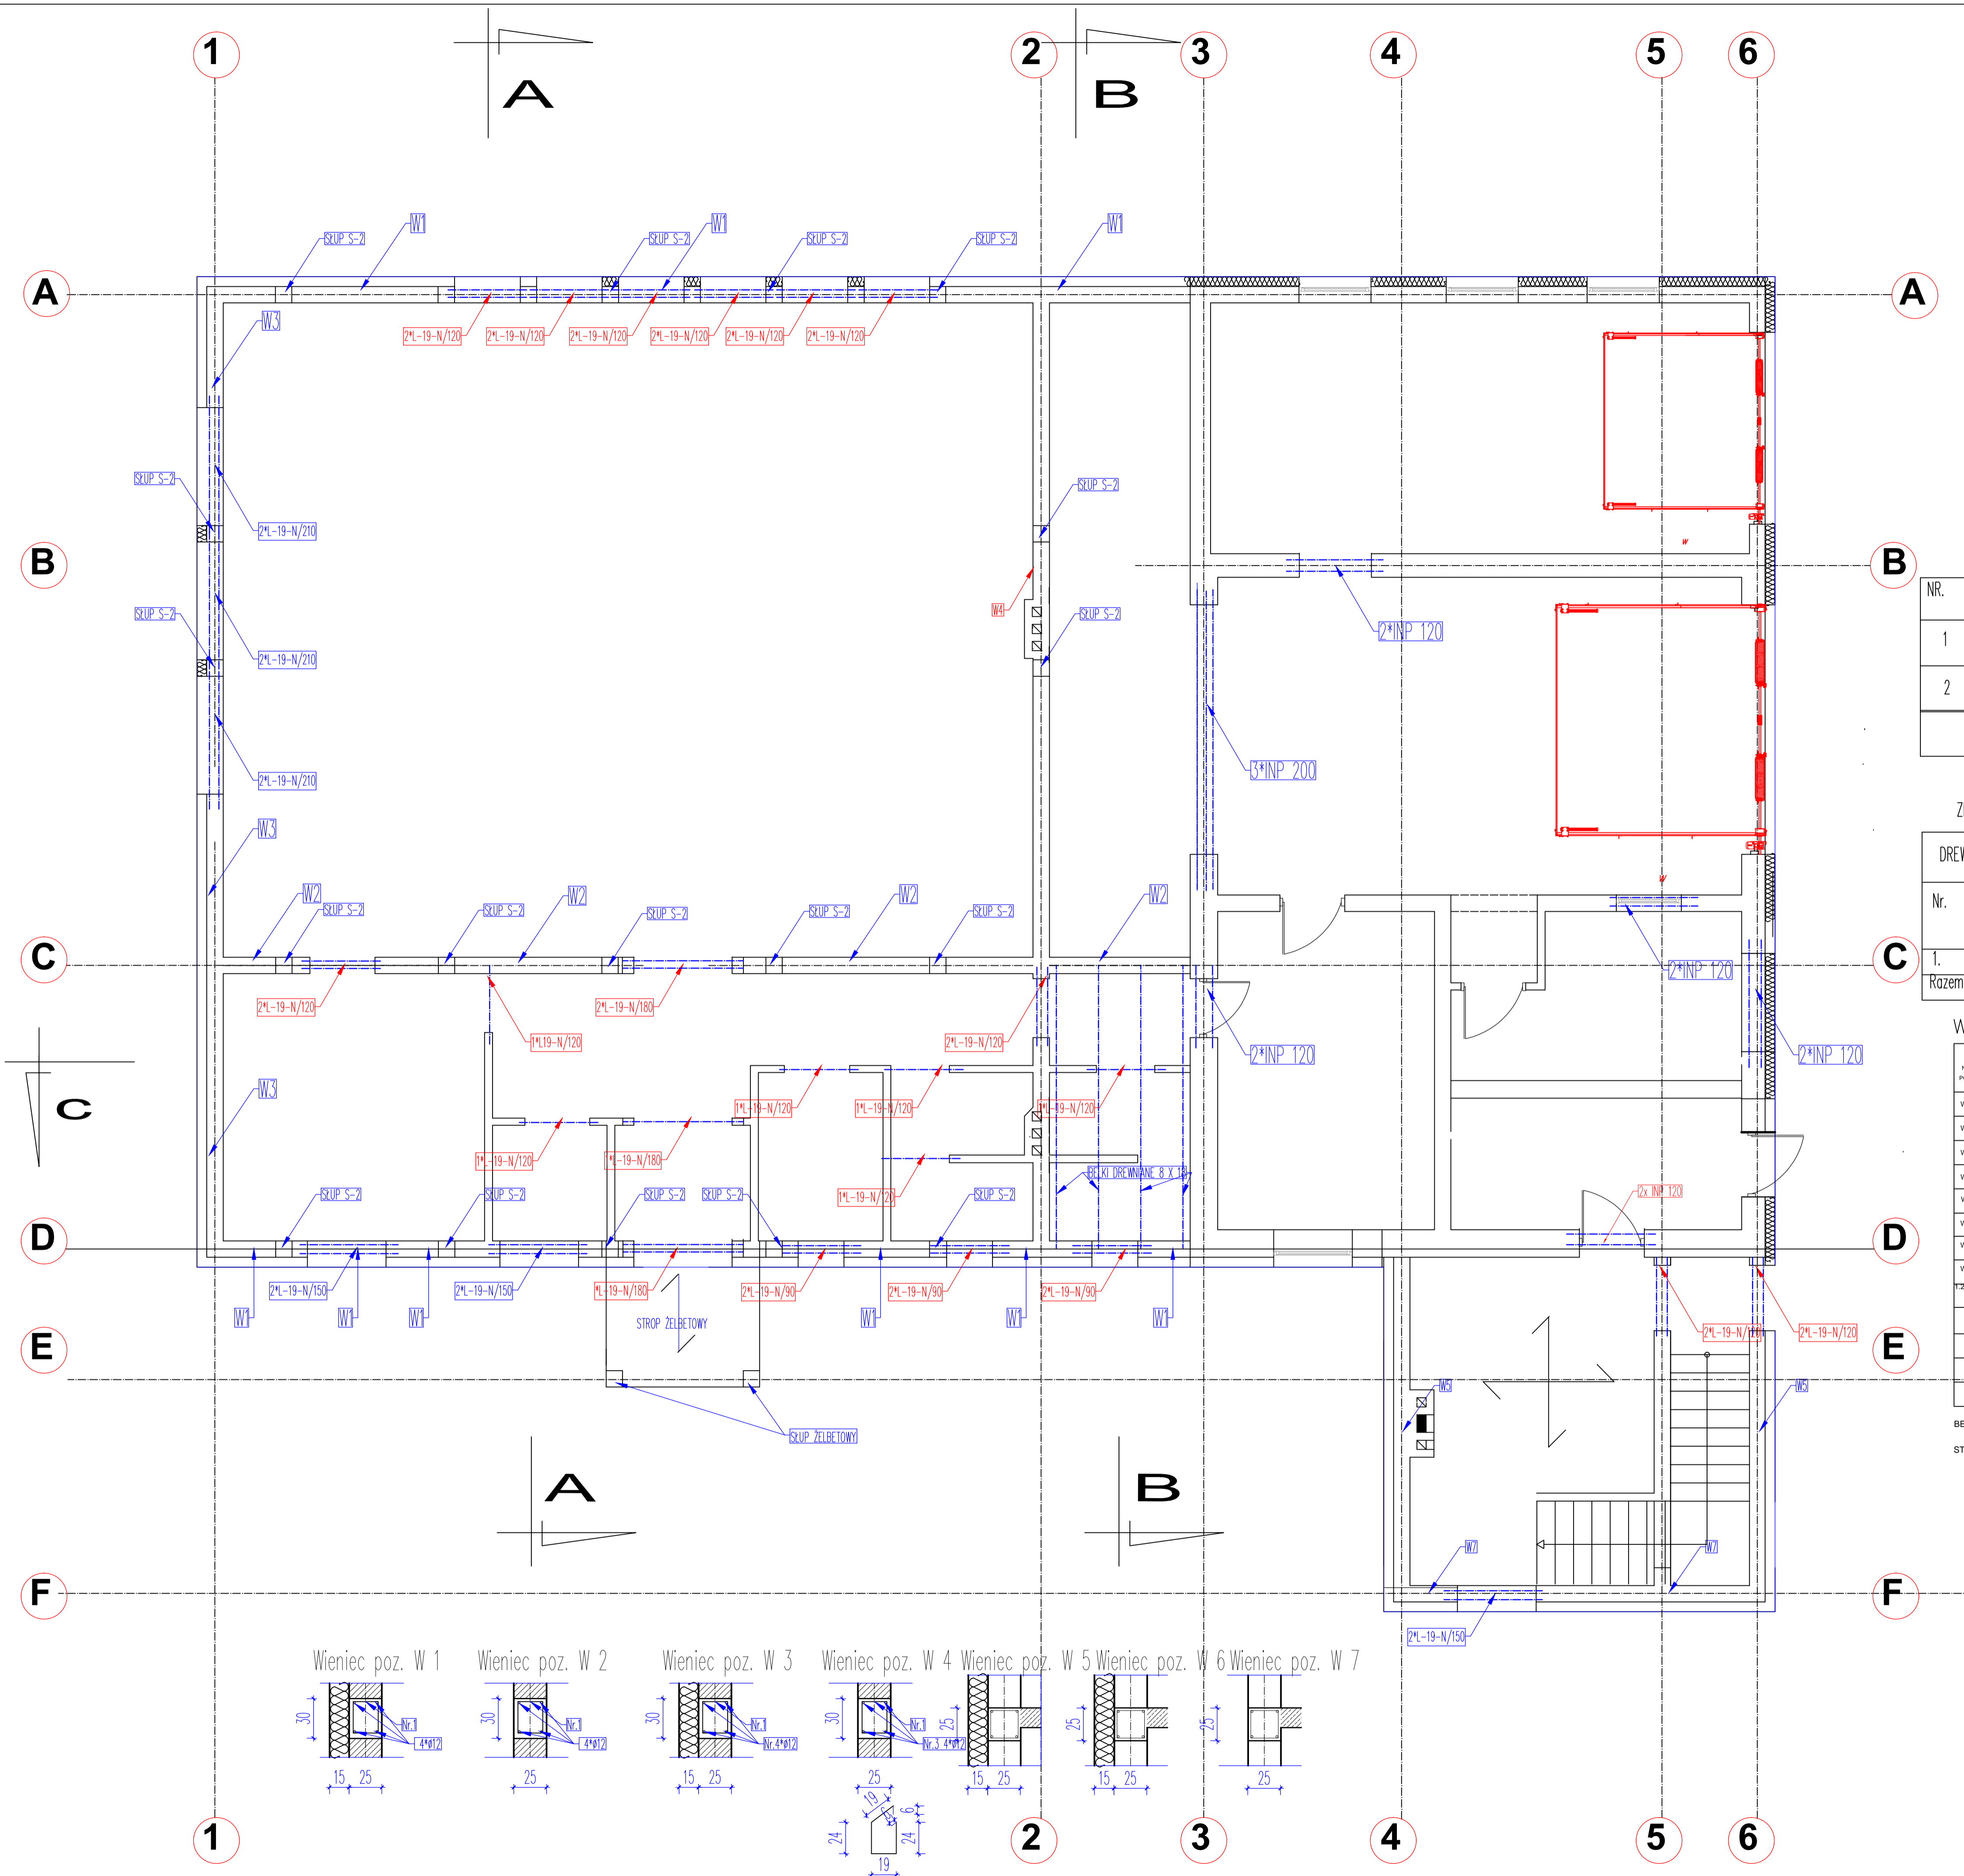 1
2
3
4
5
6
A
B
W1
W1
W1
SŁUP S-2
SŁUP S-2
SŁUP S-2
SŁUP S-2
A
A
W3
2*L-19-N/120
2*L-19-N/120
2*L-19-N/120
2*L-19-N/120
2*L-19-N/120
2*L-19-N/120
SŁUP S-2
SŁUP S-2
2*L-19-N/210
W
B
B
NR.
SŁUP S-2
W4
SŁUP S-2
2*INP 120
1
2*L-19-N/210
2
3*INP 200
2*L-19-N/210
W3
DREW
W
W2
W2
W2
W2
SŁUP S-2
SŁUP S-2
SŁUP S-2
SŁUP S-2
SŁUP S-2
Nr.
C
C
1.
2*INP 120
Razem
2*L-19-N/120
2*L-19-N/180
1*L19-N/120
2*L-19-N/120
2*INP 120
2*INP 120
C
W3
1*L-19-N/120
1*L-19-N/120
1*L-19-N/120
1*L-19-N/120
1*L-19-N/180
BELKI DREWNIANE 8 X 18
1*L-19-N/120
SŁUP S-2
SŁUP S-2
SŁUP S-2
SŁUP S-2
SŁUP S-2
2x INP 120
D
D
2*L-19-N/150
2*L-19-N/150
*L-19-N/180
2*L-19-N/90
2*L-19-N/90
2*L-19-N/90
W1
W1
W1
STROP ŻELBETOWY
W1
W1
W1
2*L-19-N/120
2*L-19-N/120
E
E
W5
W5
SŁUP ŻELBETOWY
BE
ST
A
B
W7
W7
F
F
2*L-19-N/150
Wieniec poz. W 1
Wieniec poz. W 2
Wieniec poz. W 3
Wieniec poz. W 4
Wieniec poz. W 5
Wieniec poz. W 6
Wieniec poz. W 7
30
Nr.1
4*ø12
15 25
30
Nr.1
4*ø12
25
30
Nr.1
Nr.4*ø12
15 25
30
Nr.1
Nr.3 4*ø12
25
25
15 25
25
15 25
25
25
19
6
24
24
19
1
2
3
4
5
6